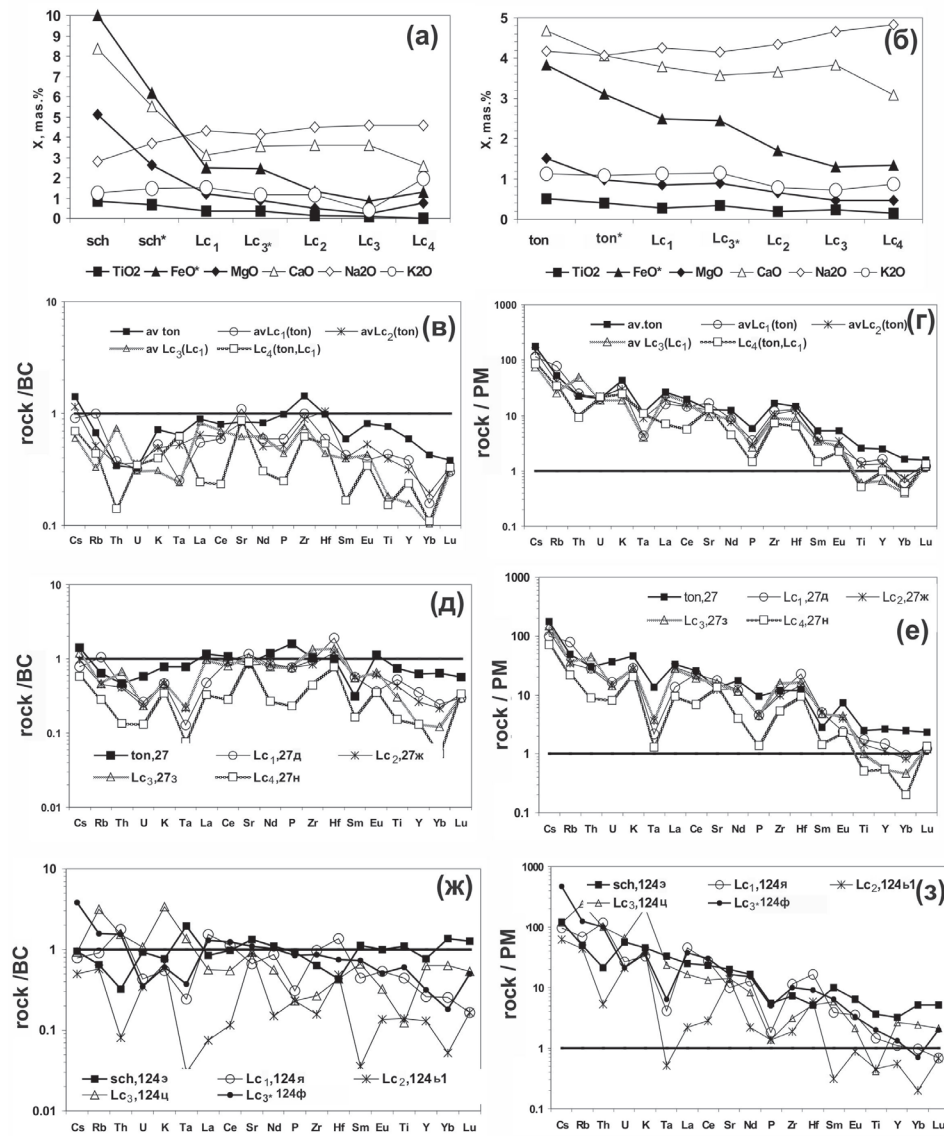 (а)
X, mas.%
10
9
8
7
6
5
4
3
2
1
0
sch sch* Lc1 Lc3* Lc2 Lc3 Lc4
TiO2 FeO* MgO CaO Na2O K2O
(б)
X, mas.%
5
4
3
2
1
0
ton ton* Lc1 Lc3* Lc2 Lc3 Lc4
TiO2 FeO* MgO CaO Na2O K2O
(в)
rock /BC
10
1
0.1
av ton avLc1(ton) avLc2(ton)
av Lc3(Lc1) Lc4(ton,Lc1)
Cs Rb Th U K Ta La Ce Sr Nd P Zr Hf Sm Eu Ti Y Yb Lu
(г)
rock / PM
1000
100
10
1
0.1
av.ton avLc1(ton) avLc2(ton)
av Lc3(Lc1) Lc4(ton,Lc1)
Cs Rb Th U K Ta La Ce Sr Nd P Zr Hf Sm Eu Ti Y Yb Lu
(д)
rock /BC
10
1
0.1
0.01
ton,27 Lc1,27д Lc2,27ж
Lc3,27з Lc4,27н
Cs Rb Th U K Ta La Ce Sr Nd P Zr Hf Sm Eu Ti Y Yb Lu
(е)
rock / PM
1000
100
10
1
0.1
ton,27 Lc1,27д Lc2,27ж
Lc3,27з Lc4,27н
Cs Rb Th U K Ta La Ce Sr Nd P Zr Hf Sm Eu Ti Y Yb Lu
(ж)
rock /BC
10
1
0.1
0.01
sch,124э Lc1,124я Lc2,124ь1
Lc3,124ц Lc3* 124ф
Cs Rb Th U K Ta La Ce Sr Nd P Zr Hf Sm Eu Ti Y Yb Lu
(з)
rock / PM
1000
100
10
1
0.1
sch,124э Lc1,124я Lc2,124ь1
Lc3,124ц Lc3* 124ф
Cs Rb Th U K Ta La Ce Sr Nd P Zr Hf Sm Eu Ti Y Yb Lu